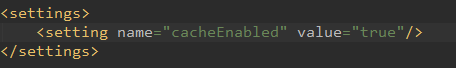 <settings>
    <setting name="cacheEnabled" value="true"/>
</settings>